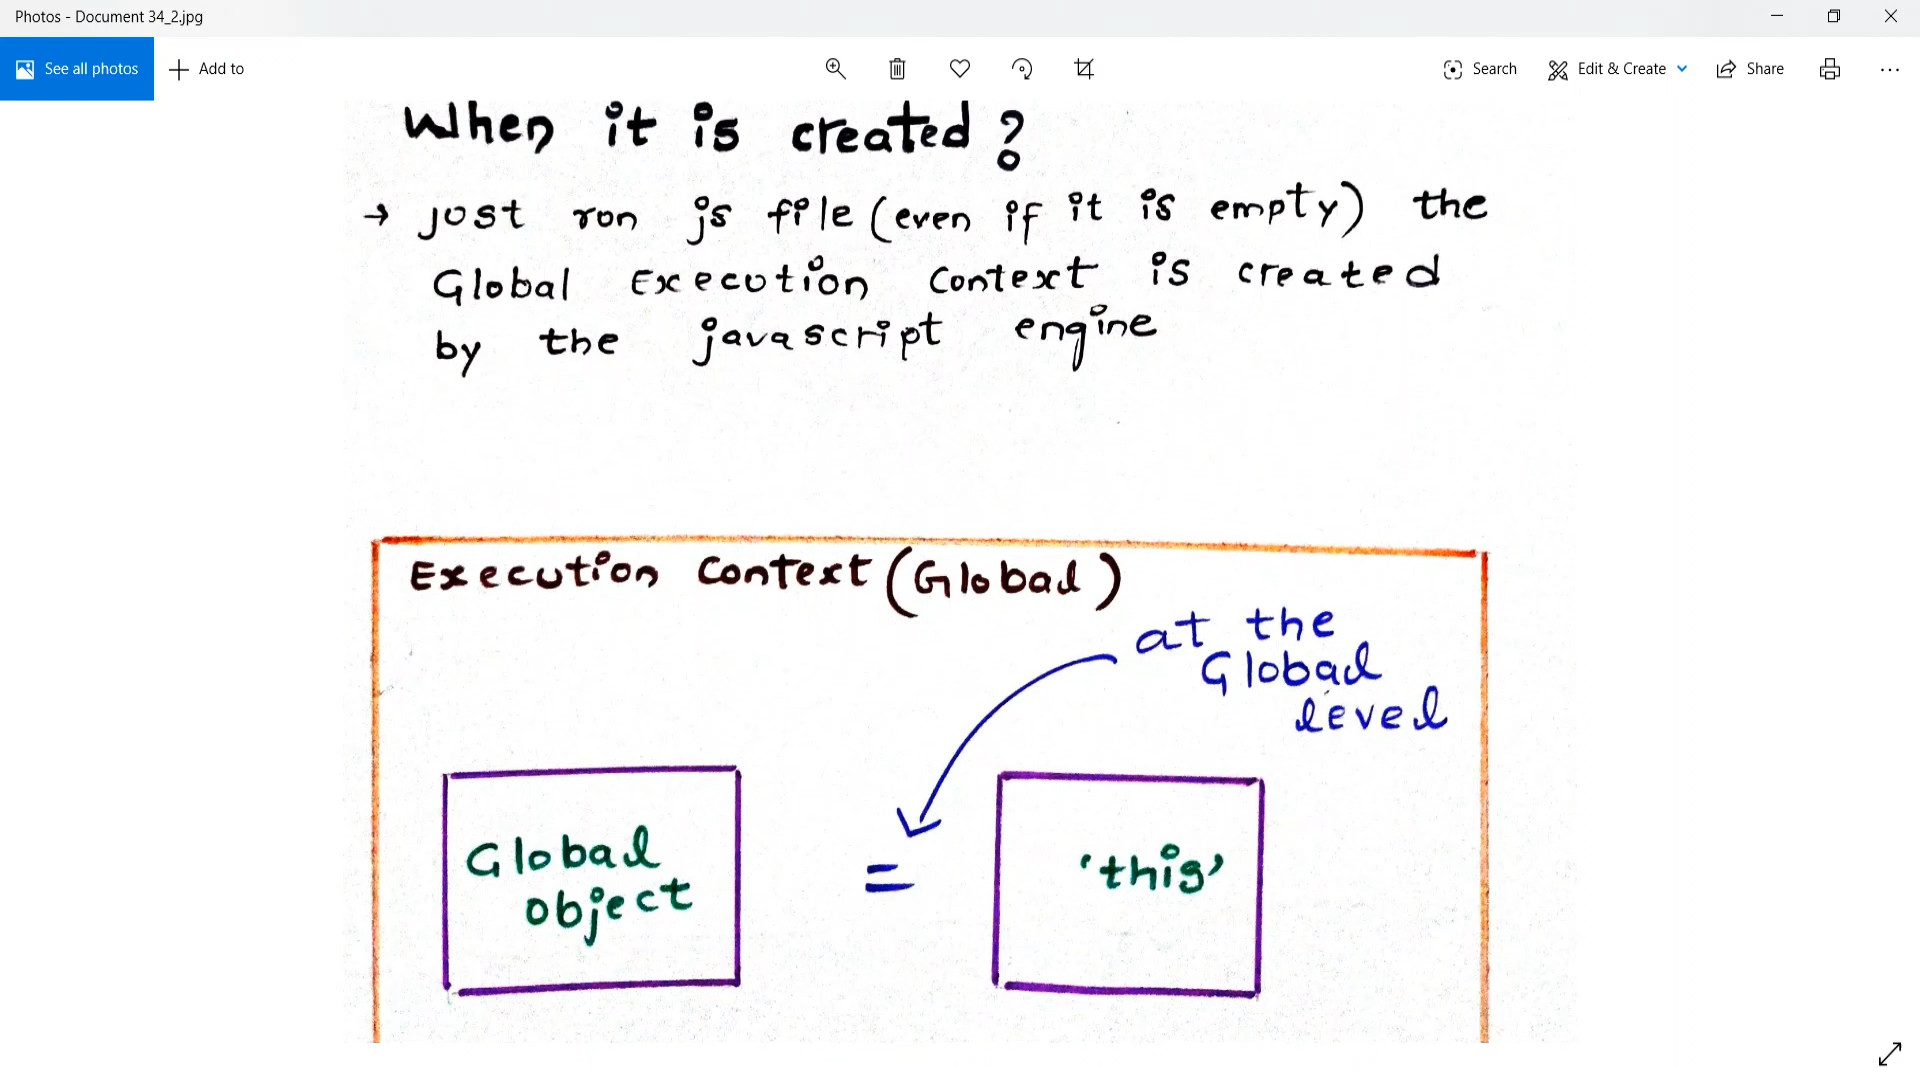 Photos - Document 34_2.jpg
See all photos
Add to
Search
Edit & Create
Share
When it is created?
→ just run js file (even if it is empty) the
Global Execution Context is created
by the javascript engine
Execution Context (Global)
at the
Global
level
Global
object
=
'this'